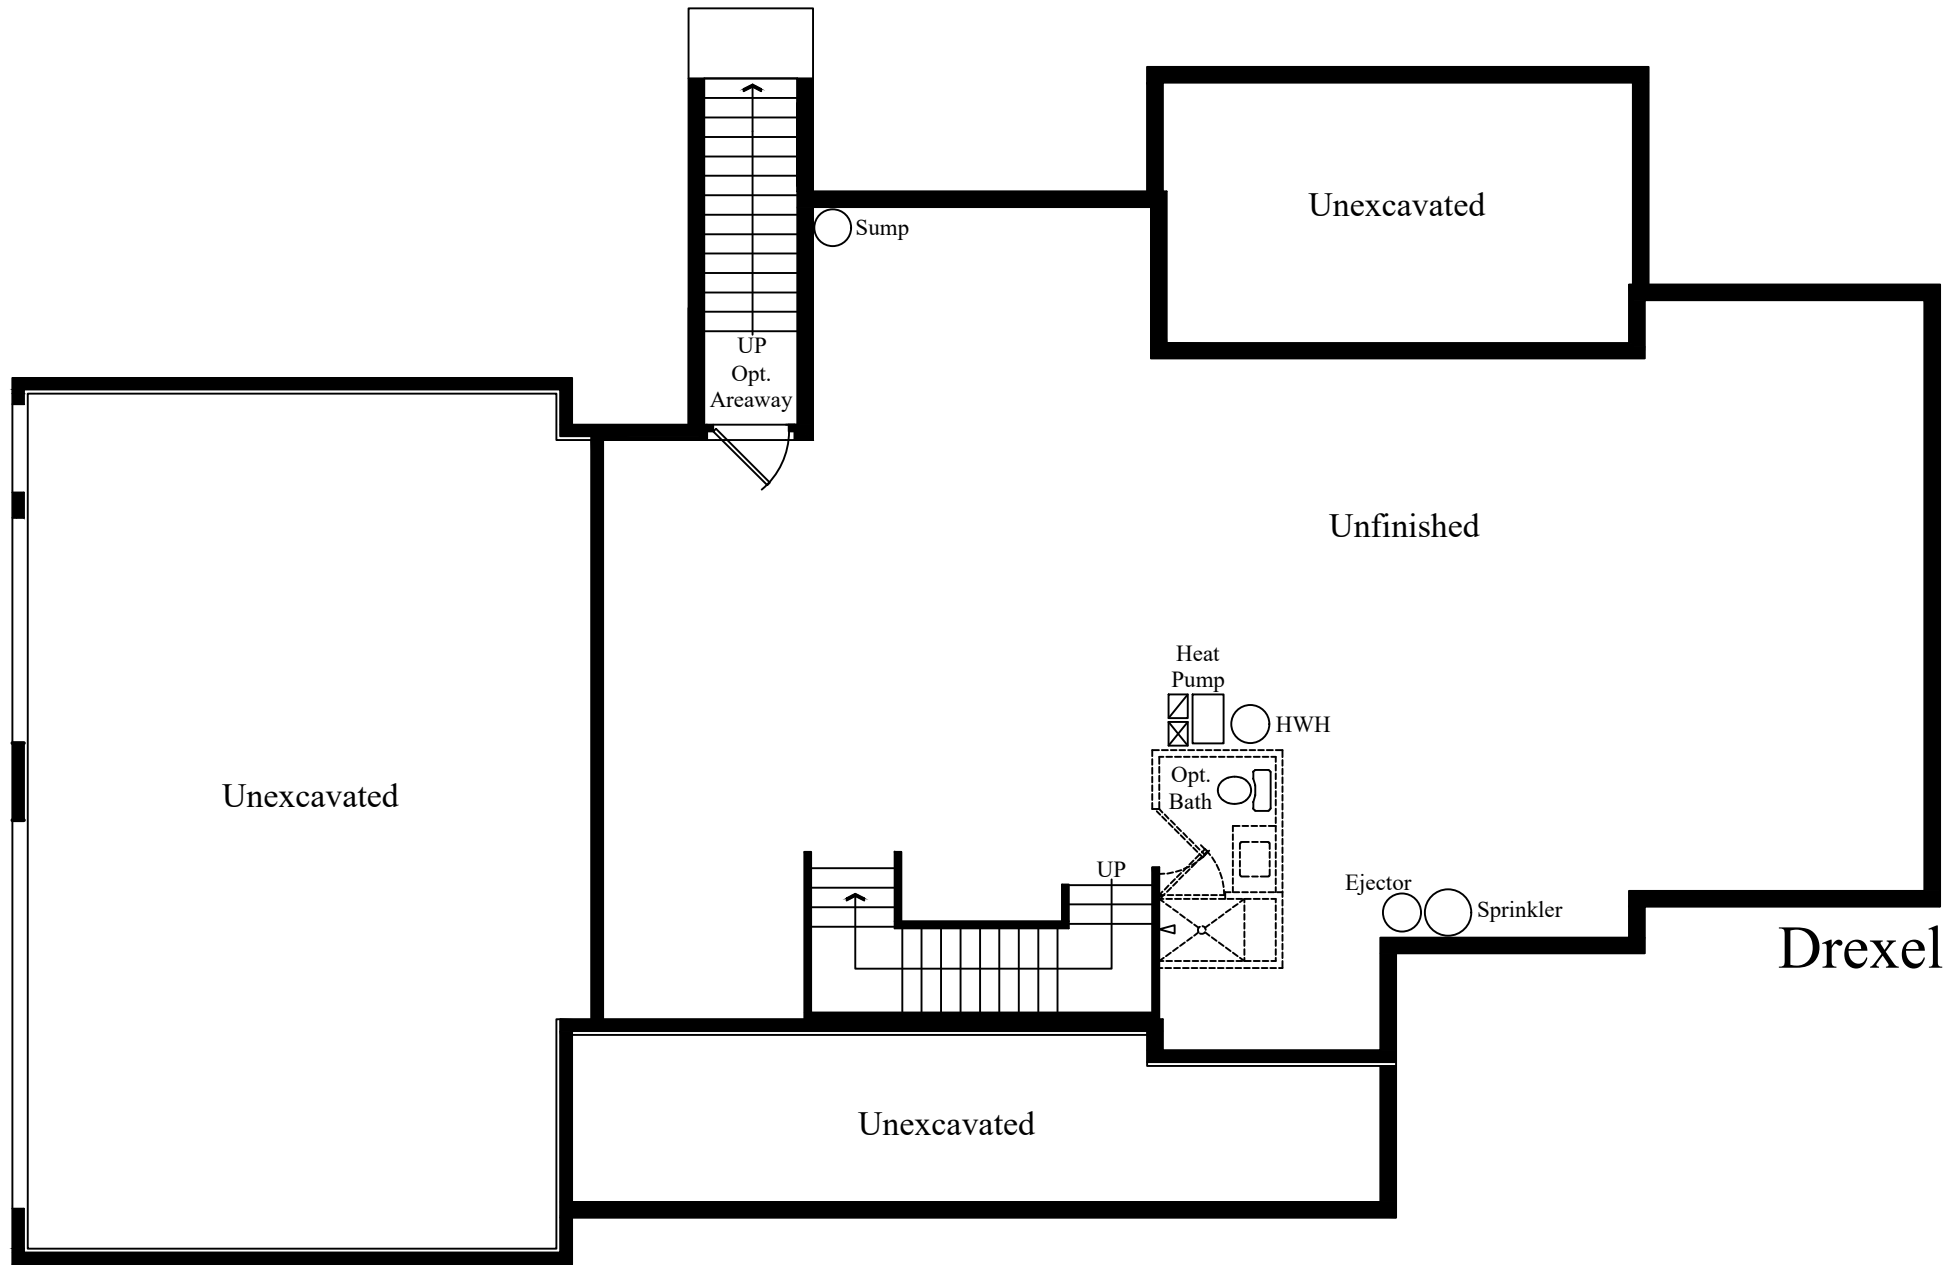 Unexcavated
Sump
UP
Opt.
Areaway
Unfinished
Heat
Pump
HWH
Opt.
Bath
Unexcavated
UP
Ejector
Sprinkler
Drexel
Unexcavated